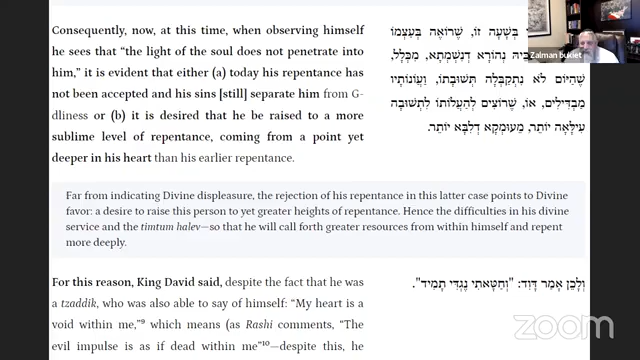 Consequently, now, at this time, when observing himself
he sees that “the light of the soul does not penetrate into
him,” it is evident that either (a) today his repentance has
not been accepted and his sins [still] separate him from G-
dliness or (b) it is desired that he be raised to a more
sublime level of repentance, coming from a point yet
deeper in his heart than his earlier repentance.
בְּשָׁעָה זוֹ, שֶׁרוֹאֶה בְּעַצְמוֹ
נְהוֹרָא דְנִשְׁמְתָא, מִכְּלָל,
שֶׁהַיּוֹם לֹא נִתְקַבְּלָה תְּשׁוּבָתוֹ, וַעֲוֹנוֹתָיו
מַבְדִּילִים, אוֹ, שֶׁרוֹצִים לְהַעֲלוֹתוֹ לִתְשׁוּבָה
עִילָּאָה יוֹתֵר, מֵעוּמְקָא דְלִבָּא יוֹתֵר.
Far from indicating Divine displeasure, the rejection of his repentance in this latter case points to Divine
favor: a desire to raise this person to yet greater heights of repentance. Hence the difficulties in his divine
service and the timtum halev—so that he will call forth greater resources from within himself and repent
more deeply.
For this reason, King David said, despite the fact that he was
a tzaddik, who was also able to say of himself: “My heart is
a void within me,”9 which means (as Rashi comments, “The
evil impulse is as if dead within me”10—despite this, he
וְלָכֵן אָמַר דָּוִד: "וְחַטָּאתִי נֶגְדִּי תָמִיד".
Zalman Bukiet
zoom